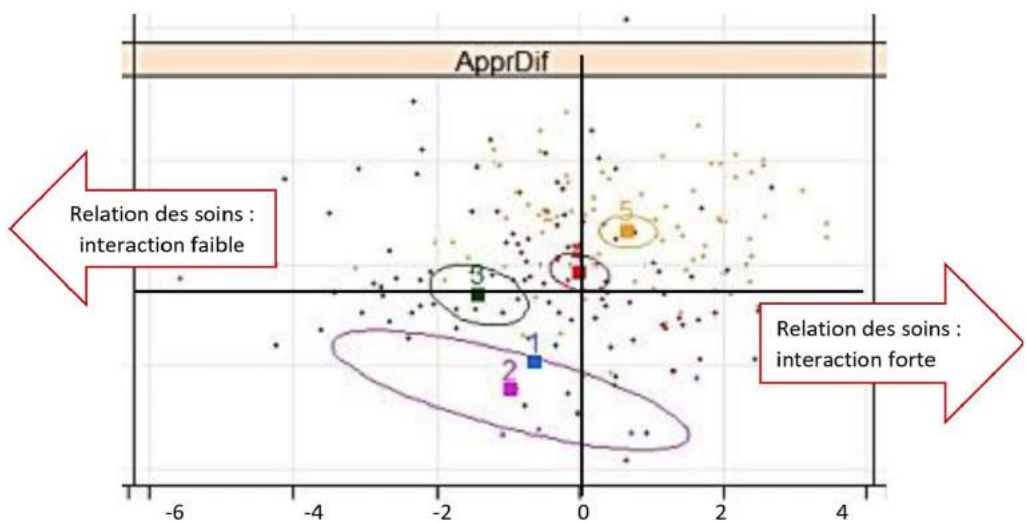 ApprDif
Relation des soins :
interaction faible
5
3
1
2
Relation des soins :
interaction forte
-6 -4 -2 0 2 4